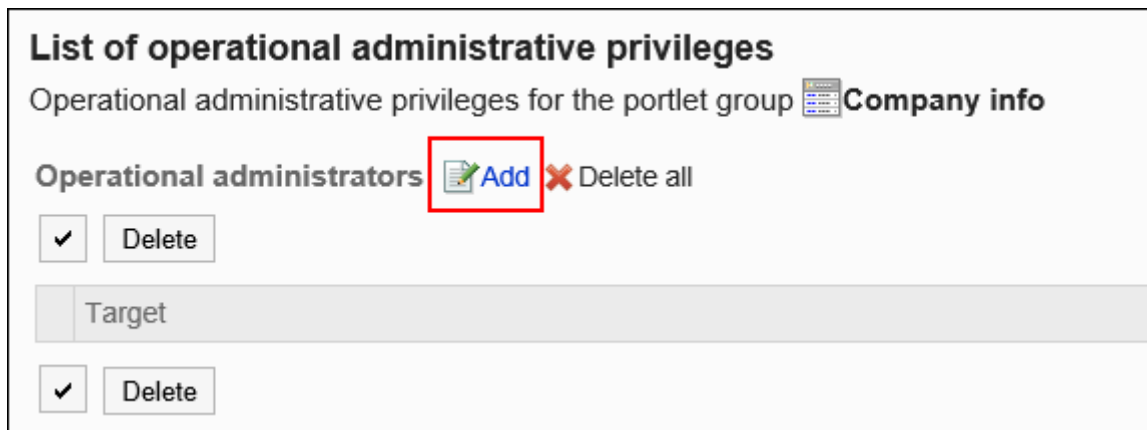 List of operational administrative privileges
Operational administrative privileges for the portlet group Company info
Operational administrators Add Delete all
Delete
Target
Delete